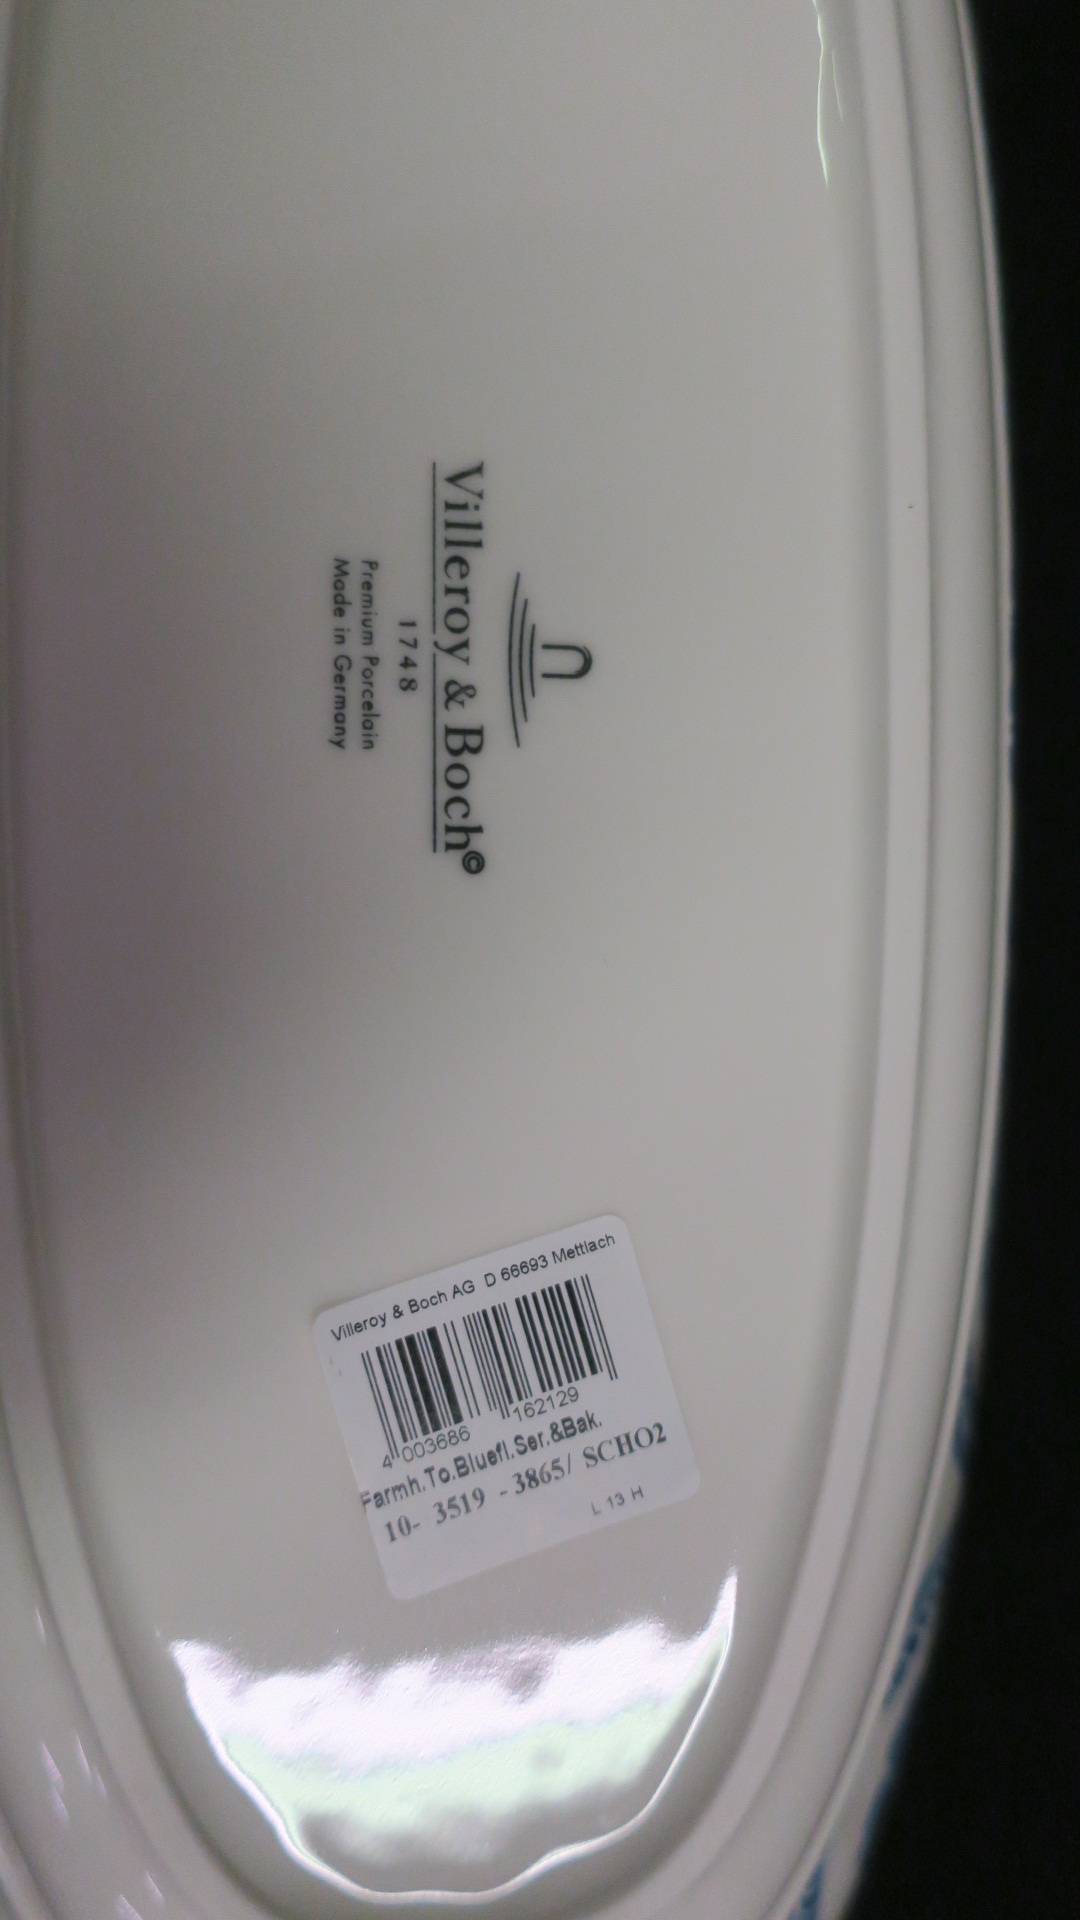 Villeroy & Boch©
1748
Premium Porcelain
Made in Germany
Villeroy & Boch AG D 66693 Mettlach
4 003686 162129
Farmh.To.Bluefl.Ser.&Bak.
10- 3519 - 3865/ SCHO2
L 13 H